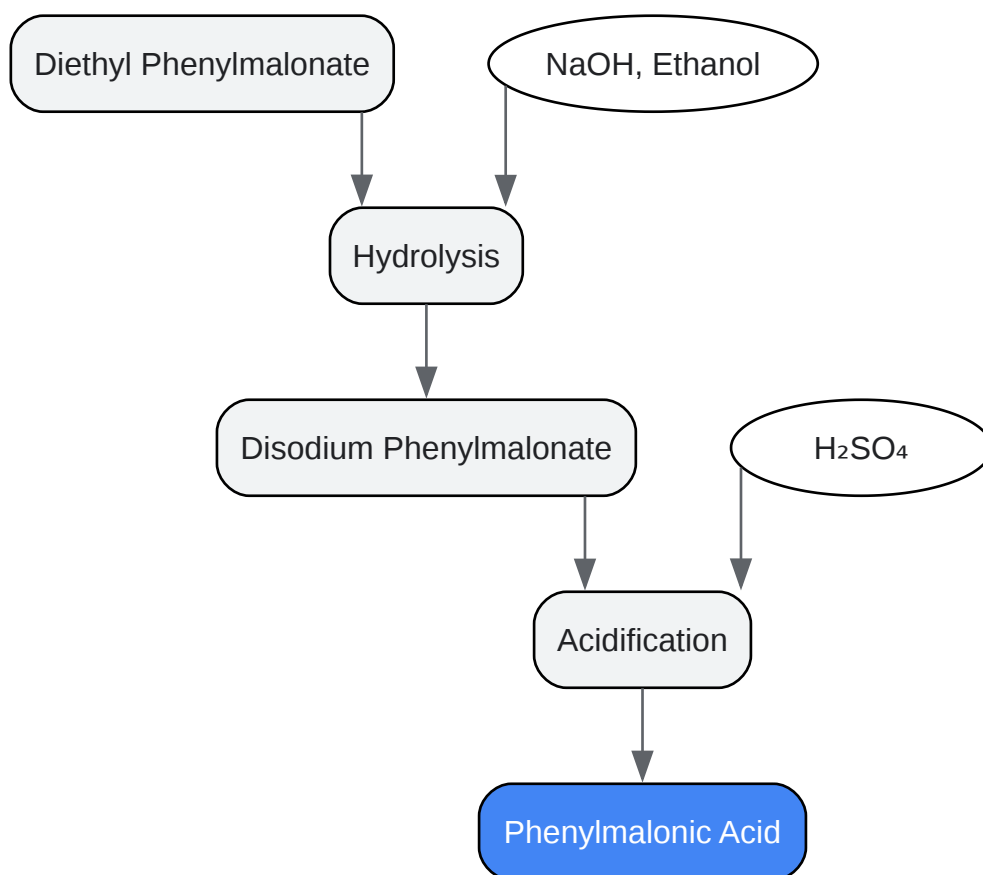 Diethyl Phenylmalonate
NaOH, Ethanol
Hydrolysis
Disodium Phenylmalonate
H₂SO₄
Acidification
Phenylmalonic Acid